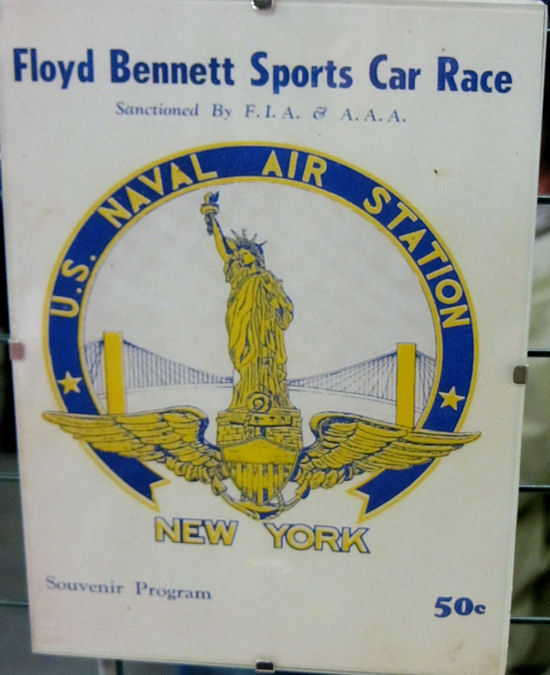 Floyd Bennett Sports Car Race
Sanctioned By F. I. A. & A. A. A.
U.S. NAVAL AIR STATION
NEW YORK
Souvenir Program
50c